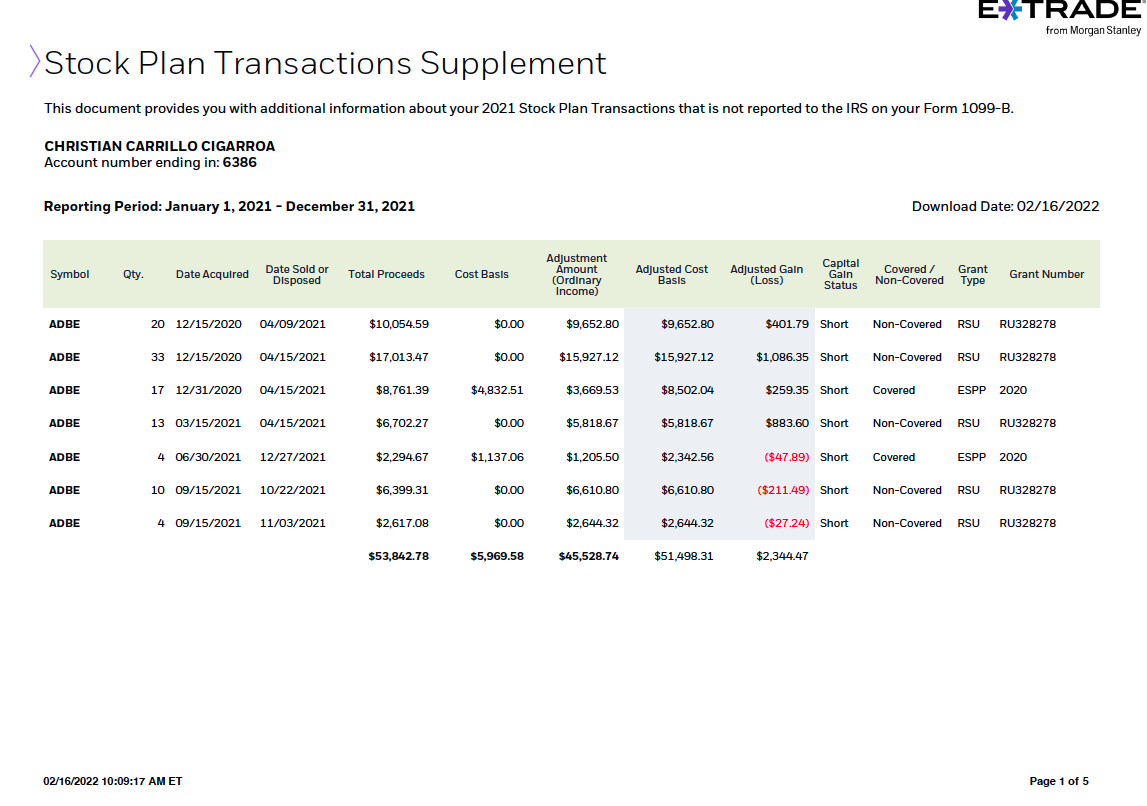 E*TRADE
from Morgan Stanley
Stock Plan Transactions Supplement
This document provides you with additional information about your 2021 Stock Plan Transactions that is not reported to the IRS on your Form 1099-B.
CHRISTIAN CARRILLO CIGARROA
Account number ending in: 6386
Reporting Period: January 1, 2021 - December 31, 2021 Download Date: 02/16/2022
Symbol Qty. Date Acquired Date Sold or Disposed Total Proceeds Cost Basis Adjustment Amount (Ordinary Income) Adjusted Cost Basis Adjusted Gain (Loss) Capital Gain Status Covered / Non-Covered Grant Type Grant Number
ADBE 20 12/15/2020 04/09/2021 $10,054.59 $0.00 $9,652.80 $9,652.80 $401.79 Short Non-Covered RSU RU328278
ADBE 33 12/15/2020 04/15/2021 $17,013.47 $0.00 $15,927.12 $15,927.12 $1,086.35 Short Non-Covered RSU RU328278
ADBE 17 12/31/2020 04/15/2021 $8,761.39 $4,832.51 $3,669.53 $8,502.04 $259.35 Short Covered ESPP 2020
ADBE 13 03/15/2021 04/15/2021 $6,702.27 $0.00 $5,818.67 $5,818.67 $883.60 Short Non-Covered RSU RU328278
ADBE 4 06/30/2021 12/27/2021 $2,294.67 $1,137.06 $1,205.50 $2,342.56 ($47.89) Short Covered ESPP 2020
ADBE 10 09/15/2021 10/22/2021 $6,399.31 $0.00 $6,610.80 $6,610.80 ($211.49) Short Non-Covered RSU RU328278
ADBE 4 09/15/2021 11/03/2021 $2,617.08 $0.00 $2,644.32 $2,644.32 ($27.24) Short Non-Covered RSU RU328278
$53,842.78 $5,969.58 $45,528.74 $51,498.31 $2,344.47
02/16/2022 10:09:17 AM ET Page 1 of 5